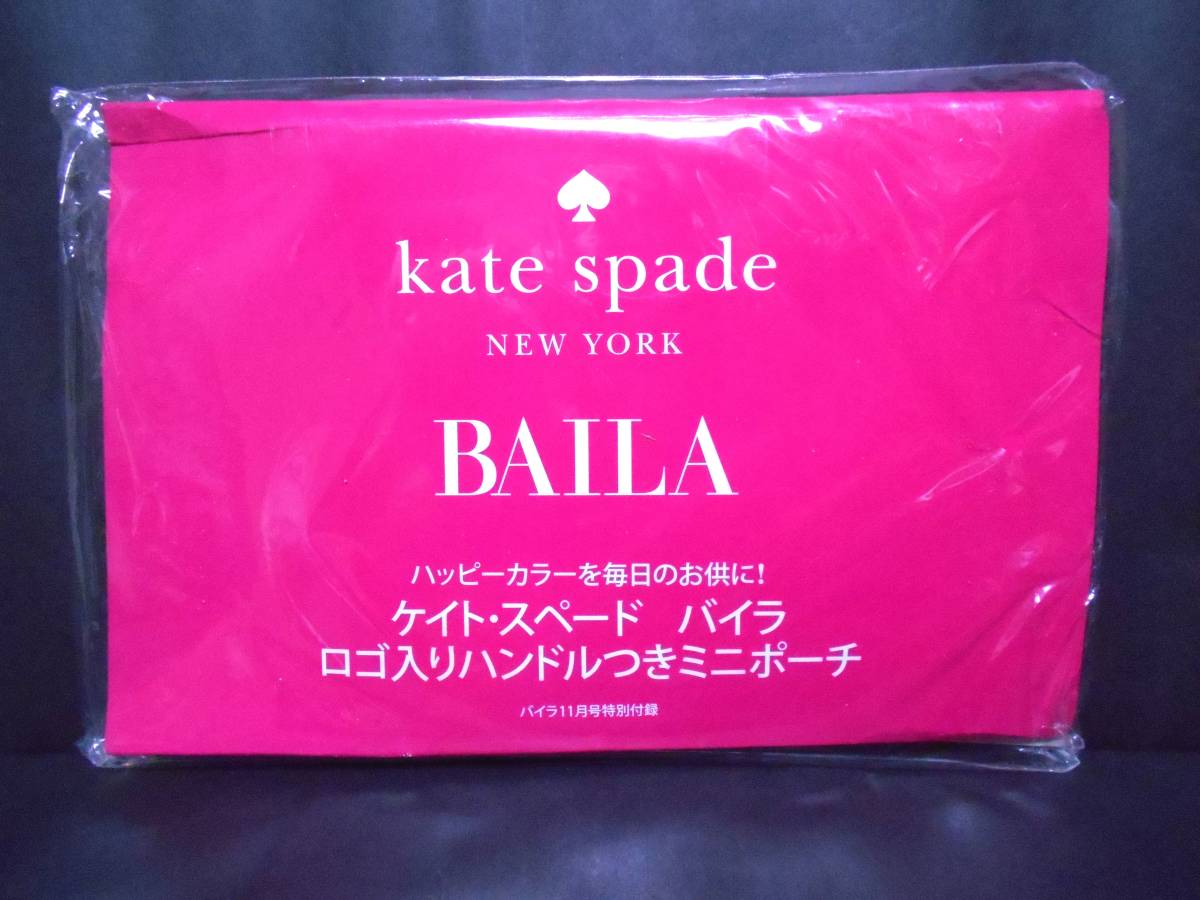 kate spade
NEW YORK
BAILA
ハッピーカラーを毎日のお供に!
ケイト・スペード　バイラ
ロゴ入りハンドルつきミニポーチ
バイラ11月号特別付録